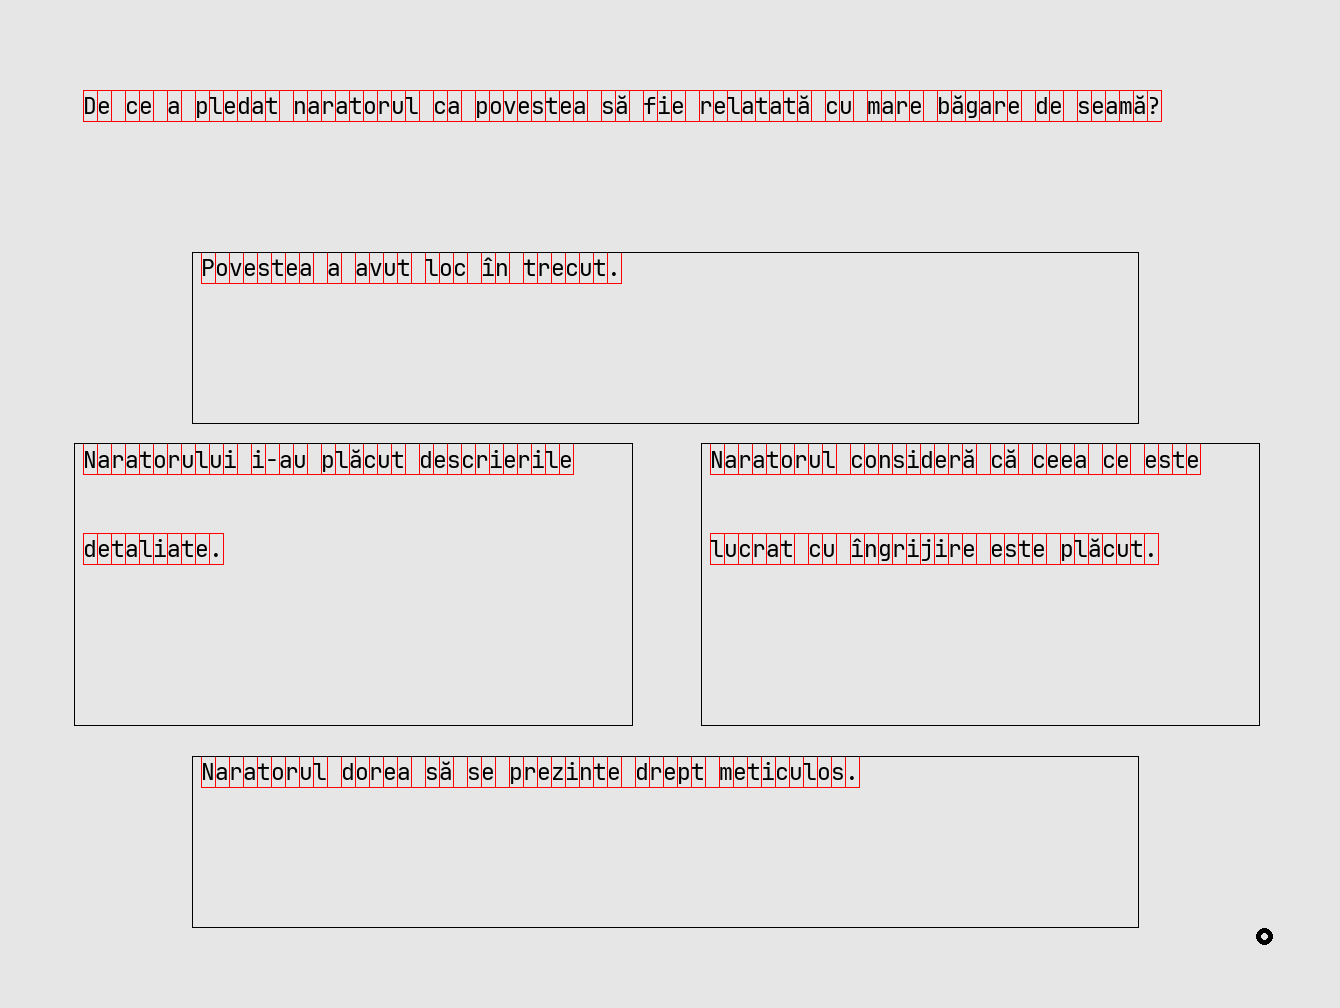 De ce a pledat naratorul ca povestea să fie relatată cu mare băgare de seamă?
Povestea a avut loc în trecut.
Naratorului i-au plăcut descrierile
detaliate.
Naratorul consideră că ceea ce este
lucrat cu îngrijire este plăcut.
Naratorul dorea să se prezinte drept meticulos.